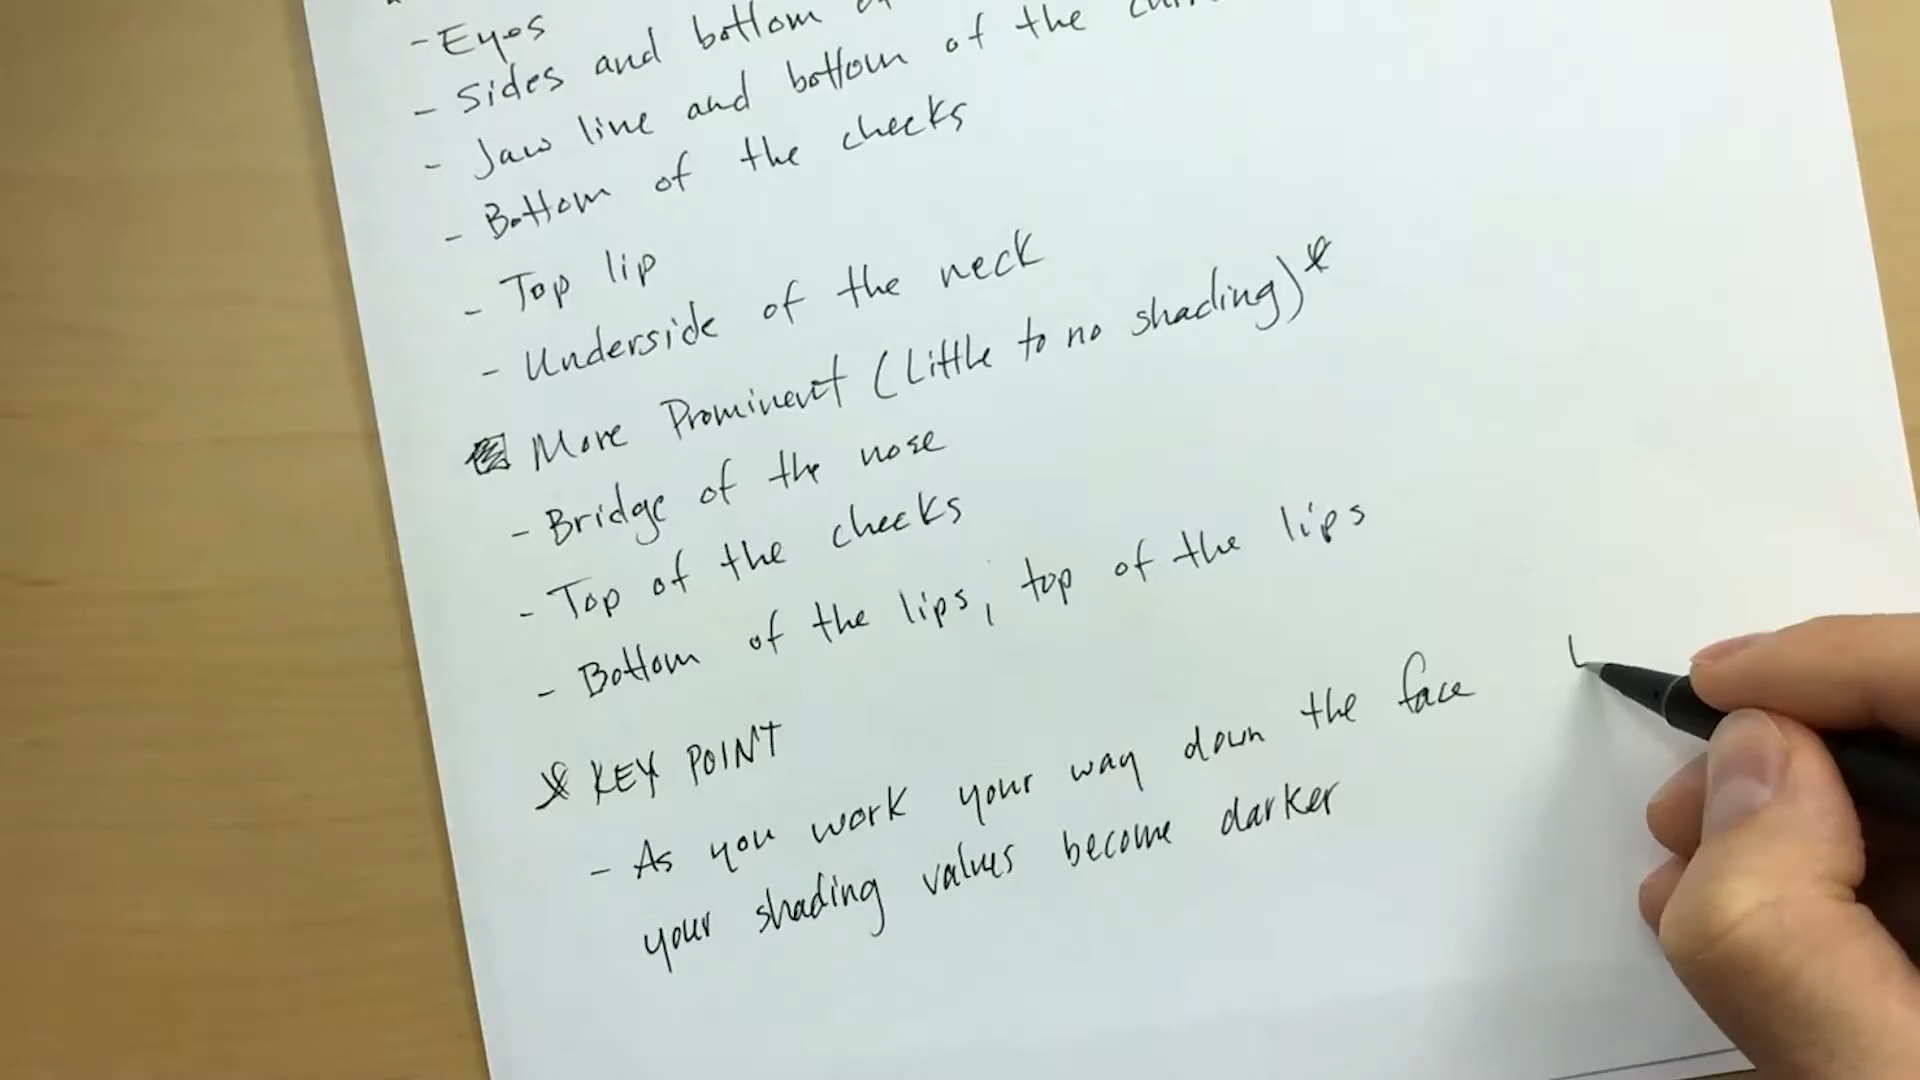 - Eyes
- Sides and bottom
- Jaw line and bottom of the
- Bottom of the cheeks
- Top lip
- Underside of the neck
More Prominent (Little to no shading)*
- Bridge of the nose
- Top of the cheeks
- Bottom of the lips, top of the lips
* KEY POINT
- As you work your way down the face
your shading values become darker